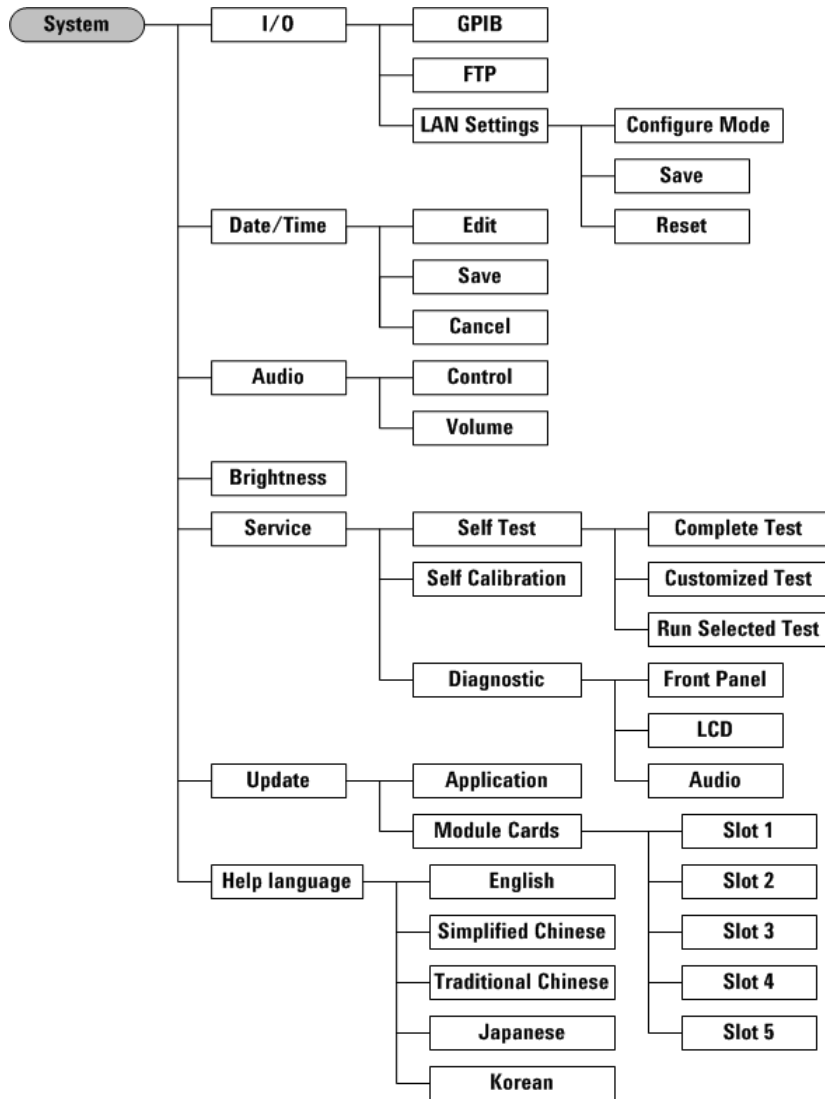 System
I/O
GPIB
FTP
LAN Settings
Configure Mode
Save
Reset
Date/Time
Edit
Save
Cancel
Audio
Control
Volume
Brightness
Service
Self Test
Complete Test
Customized Test
Run Selected Test
Self Calibration
Diagnostic
Front Panel
LCD
Audio
Update
Application
Module Cards
Slot 1
Slot 2
Slot 3
Slot 4
Slot 5
Help language
English
Simplified Chinese
Traditional Chinese
Japanese
Korean